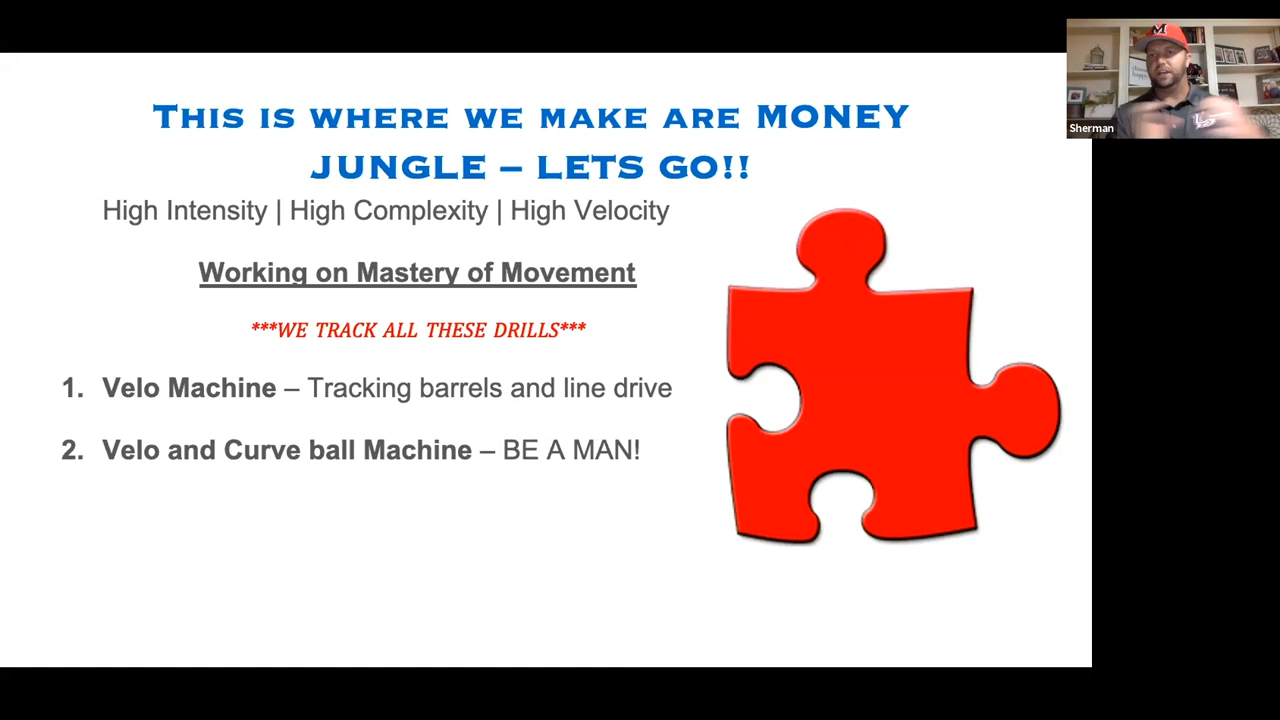 THIS IS WHERE WE MAKE ARE MONEY
JUNGLE – LETS GO!!
High Intensity | High Complexity | High Velocity
Working on Mastery of Movement
***WE TRACK ALL THESE DRILLS***
1. Velo Machine – Tracking barrels and line drive
2. Velo and Curve ball Machine – BE A MAN!
M
Sherman